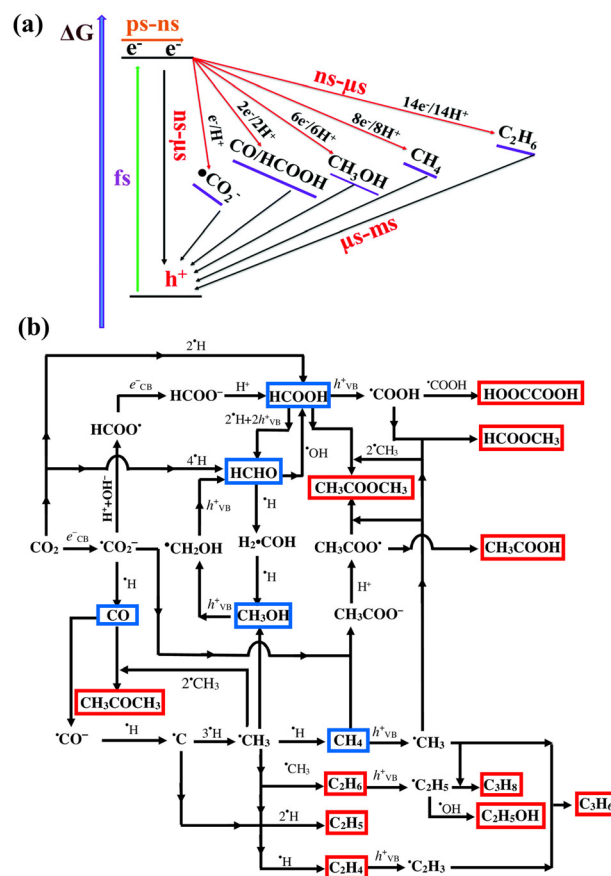 (a)
ΔG
ps-ns
e⁻ e⁻
ns-μs
14e⁻/14H⁺
C₂H₆
8e⁻/8H⁺
CH₄
6e⁻/6H⁺
CH₃OH
2e⁻/2H⁺
CO/HCOOH
e⁻/H⁺
•CO₂⁻
ns-μs
fs
μs-ms
h⁺
(b)
2•H
HCOO• e⁻CB HCOO⁻ H⁺ HCOOH h⁺VB •COOH •COOH HOOCCOOH
2•H+2h⁺VB
HCOOCH₃
•OH
2•CH₃
4•H HCHO
CH₃COOCH₃
H⁺+OH⁻
h⁺VB
•H
CO₂ e⁻CB •CO₂⁻ •CH₂OH H₂•COH CH₃COO• CH₃COOH
•H
•H
H⁺
CO h⁺VB CH₃OH CH₃COO⁻
CH₃COCH₃ 2•CH₃
•CO⁻ •H •C 3•H •CH₃ •H CH₄ h⁺VB •CH₃
•CH₃ C₂H₆ h⁺VB •C₂H₅ C₃H₈
C₃H₆
2•H C₂H₅ •OH C₂H₅OH
•H C₂H₄ h⁺VB •C₂H₃